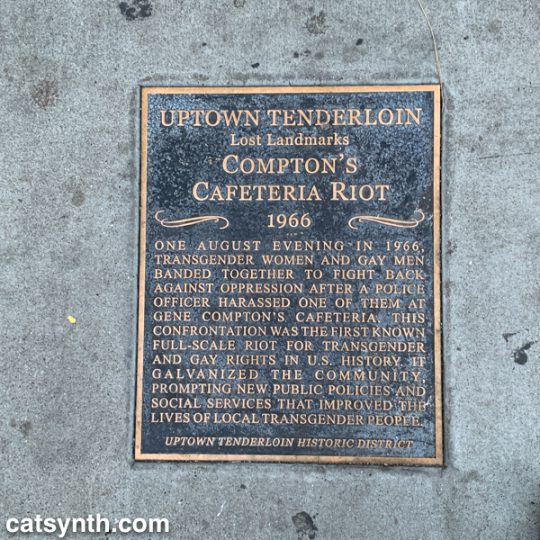 UPTOWN TENDERLOIN
Lost Landmarks
COMPTON'S
CAFETERIA RIOT
1966
ONE AUGUST EVENING IN 1966,
TRANSGENDER WOMEN AND GAY MEN
BANDED TOGETHER TO FIGHT BACK
AGAINST OPPRESSION AFTER A POLICE
OFFICER HARASSED ONE OF THEM AT
GENE COMPTON'S CAFETERIA. THIS
CONFRONTATION WAS THE FIRST KNOWN
FULL-SCALE RIOT FOR TRANSGENDER
AND GAY RIGHTS IN U.S. HISTORY. IT
GALVANIZED THE COMMUNITY,
PROMPTING NEW PUBLIC POLICIES AND
SOCIAL SERVICES THAT IMPROVED THE
LIVES OF LOCAL TRANSGENDER PEOPLE.
UPTOWN TENDERLOIN HISTORIC DISTRICT
catsynth.com